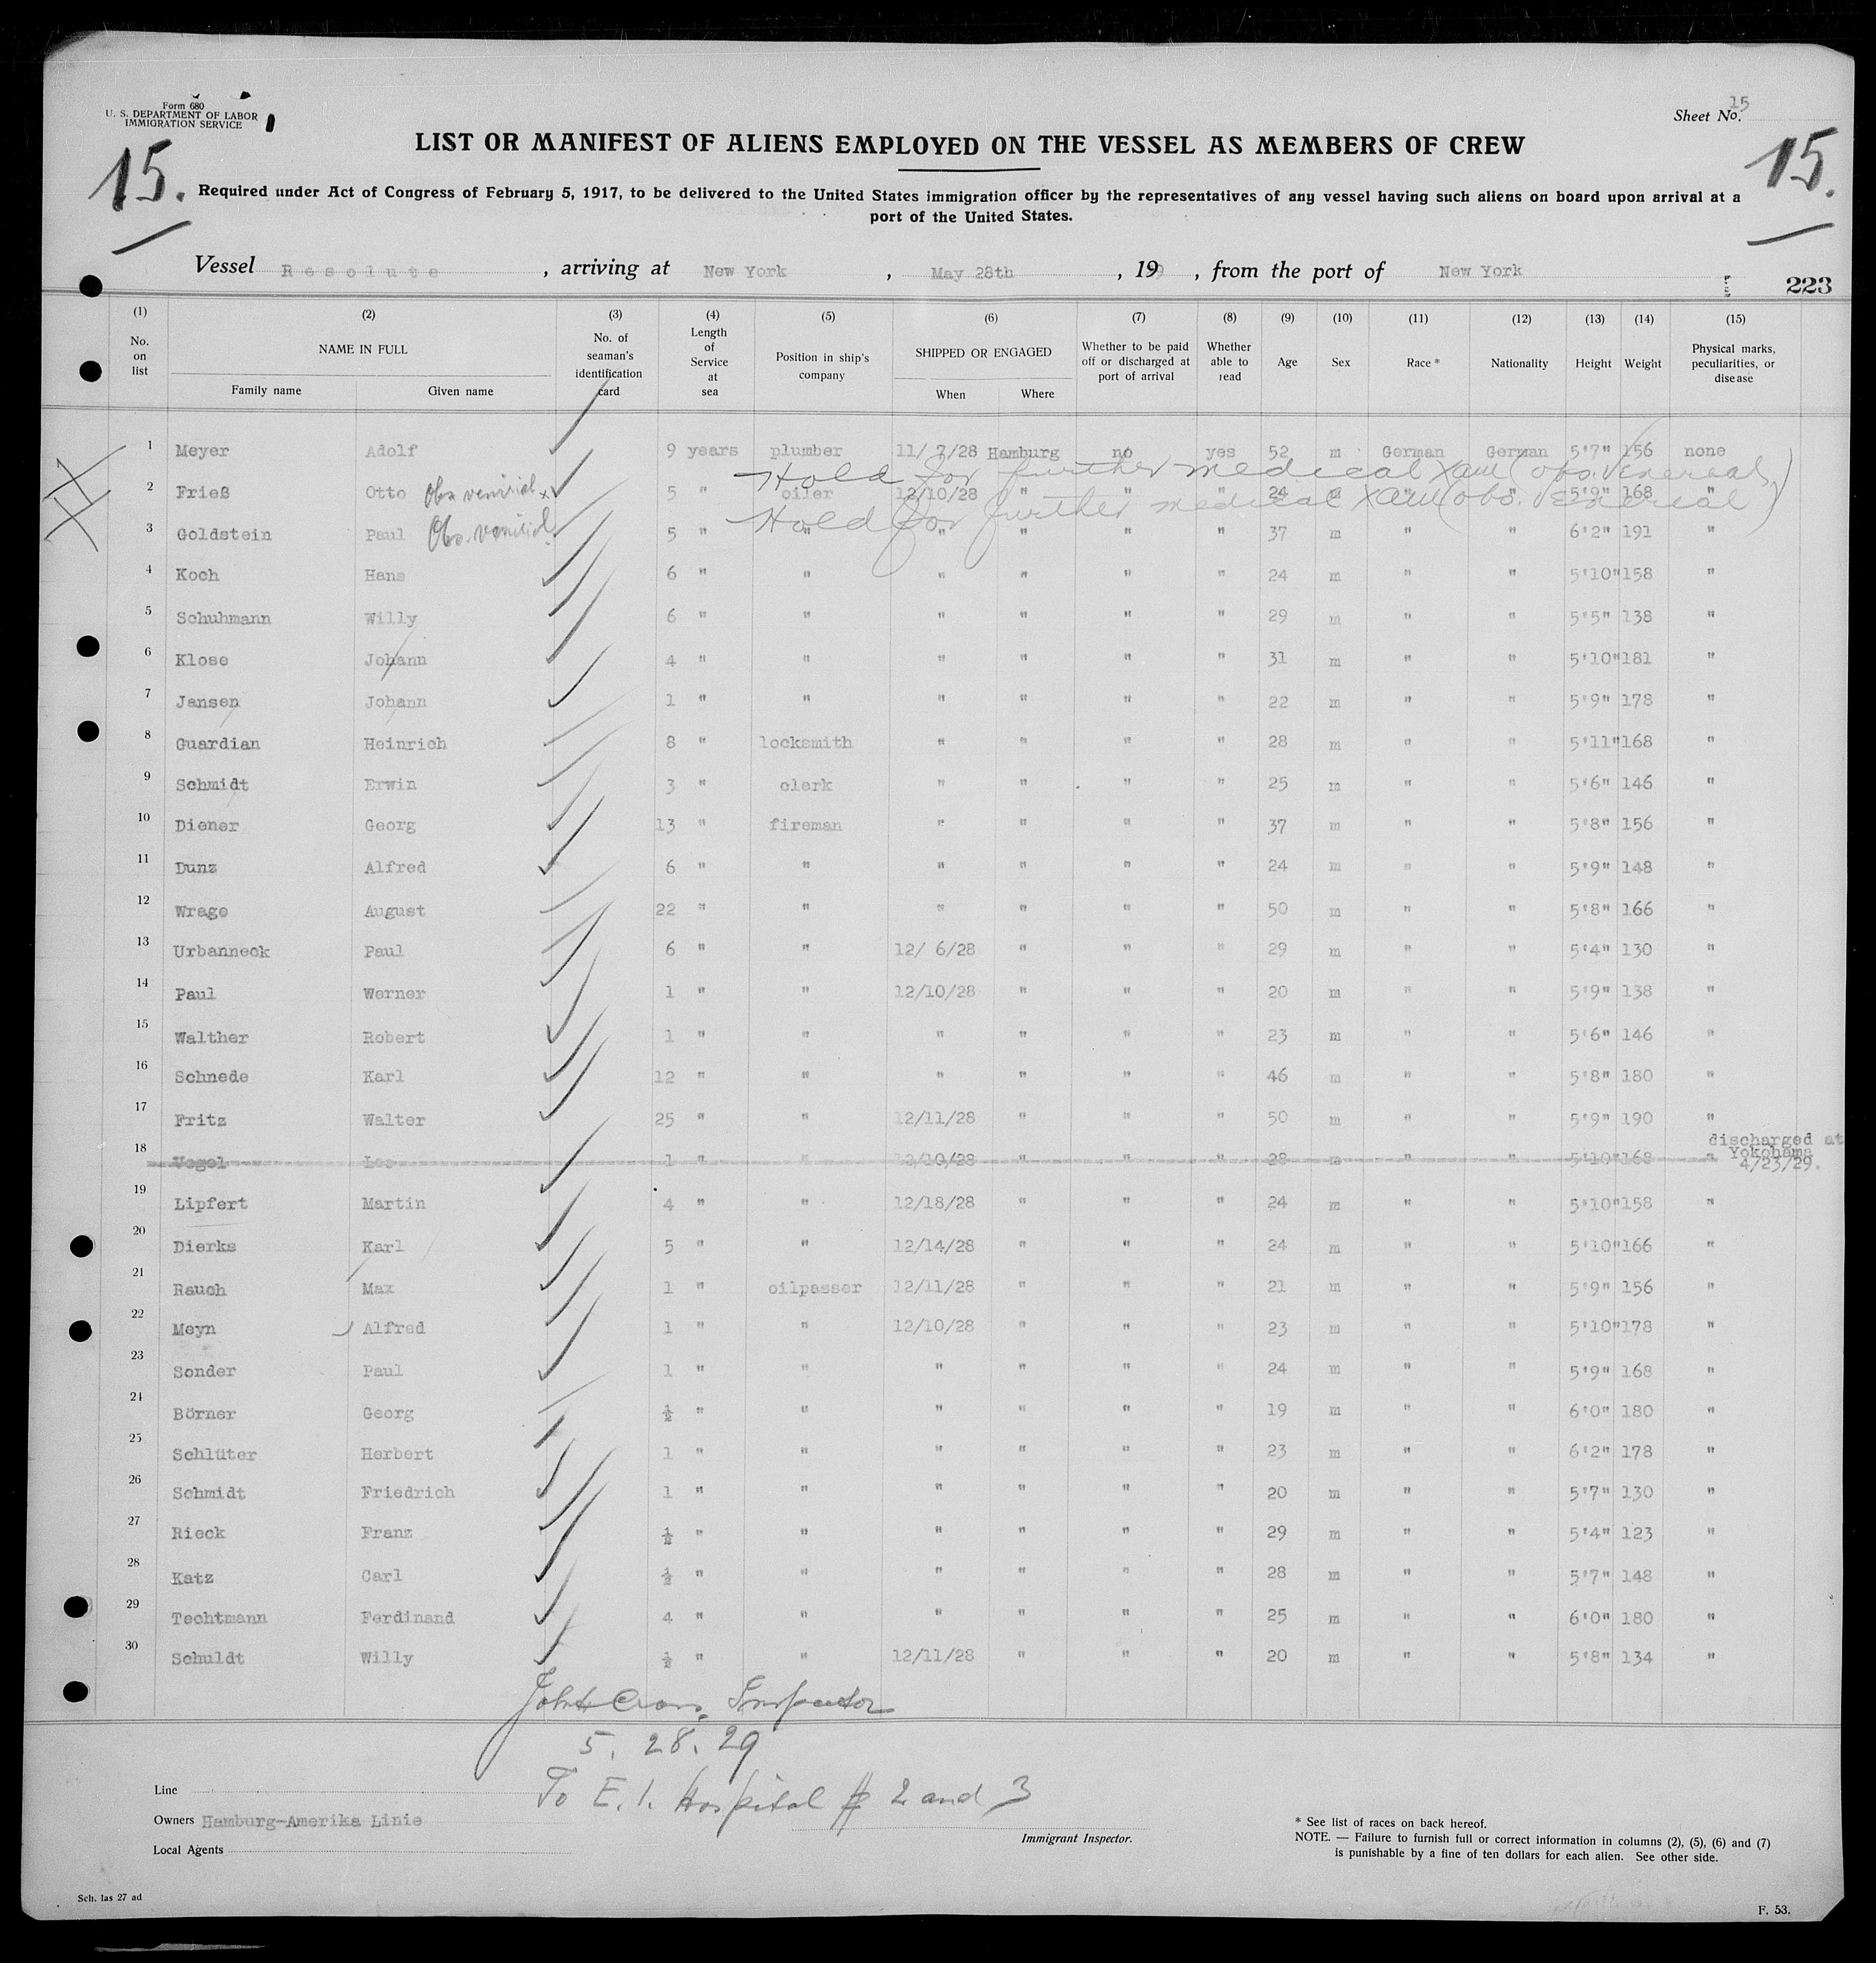 Form 680
U. S. DEPARTMENT OF LABOR
IMMIGRATION SERVICE
Sheet No. 15
15.
15.
LIST OR MANIFEST OF ALIENS EMPLOYED ON THE VESSEL AS MEMBERS OF CREW
Required under Act of Congress of February 5, 1917, to be delivered to the United States immigration officer by the representatives of any vessel having such aliens on board upon arrival at a
port of the United States.
Vessel Resolute, arriving at New York, May 28th, 199, from the port of New York
223
(1) (2) (3) (4) (5) (6) (7) (8) (9) (10) (11) (12) (13) (14) (15)
No. on list NAME IN FULL Family name Given name No. of seaman's identification card Length of Service at sea Position in ship's company SHIPPED OR ENGAGED When Where Whether to be paid off or discharged at port of arrival Whether able to read Age Sex Race * Nationality Height Weight Physical marks, peculiarities, or disease
1 Meyer Adolf 9 years plumber 11/ 7/28 Hamburg no yes 52 m German German 5'7" 156 none
Hold for further medical xam (obs. venereal)
2 Frieß Otto Obs venerial x 5 " oiler 12/10/28 " " " 24 m " " 5'9" 168 "
Hold for further medical xam (obs. venereal)
3 Goldstein Paul Obs. venerial 5 " " " " " " 37 m " " 6'2" 191 "
4 Koch Hans 6 " " " " " " 24 m " " 5'10" 158 "
5 Schuhmann Willy 6 " " " " " " 29 m " " 5'5" 138 "
6 Klose Johann 4 " " " " " " 31 m " " 5'10" 181 "
7 Jansen Johann 1 " " " " " " 22 m " " 5'9" 178 "
8 Guardian Heinrich 8 " locksmith " " " " 28 m " " 5'11" 168 "
9 Schmidt Erwin 3 " clerk " " " " 25 m " " 5'6" 146 "
10 Diener Georg 13 " fireman " " " " 37 m " " 5'8" 156 "
11 Dunz Alfred 6 " " " " " " 24 m " " 5'9" 148 "
12 Wrage August 22 " " " " " " 50 m " " 5'8" 166 "
13 Urbanneck Paul 6 " " 12/ 6/28 " " " 29 m " " 5'4" 130 "
14 Paul Werner 1 " " 12/10/28 " " " 20 m " " 5'9" 138 "
15 Walther Robert 1 " " " " " " 23 m " " 5'6" 146 "
16 Schnede Karl 12 " " " " " " 46 m " " 5'8" 180 "
17 Fritz Walter 25 " " 12/11/28 " " " 50 m " " 5'9" 190 "
18 Vogel Leo 1 " " 12/10/28 " " " 28 m " " 5'10" 168 " discharged at Yokohama 4/23/29.
19 Lipfert Martin 4 " " 12/18/28 " " " 24 m " " 5'10" 158 "
20 Dierks Karl 5 " " 12/14/28 " " " 24 m " " 5'10" 166 "
21 Rauch Max 1 " oilpasser 12/11/28 " " " 21 m " " 5'9" 156 "
22 Meyn Alfred 1 " " 12/10/28 " " " 23 m " " 5'10" 178 "
23 Sonder Paul 1 " " " " " " 24 m " " 5'9" 168 "
24 Börner Georg ½ " " " " " " 19 m " " 6'0" 180 "
25 Schlüter Herbert 1 " " " " " " 23 m " " 6'2" 178 "
26 Schmidt Friedrich 1 " " " " " " 20 m " " 5'7" 130 "
27 Rieck Franz ½ " " " " " " 29 m " " 5'4" 123 "
28 Katz Carl ½ " " " " " " 28 m " " 5'7" 148 "
29 Techtmann Ferdinand 4 " " " " " " 25 m " " 6'0" 180 "
30 Schuldt Willy ½ " " 12/11/28 " " " 20 m " " 5'8" 134 "
Inspector
5. 28. 29
To E. I. Hospital # 2 and 3
Line
Owners Hamburg-Amerika Linie
Local Agents
Immigrant Inspector.
* See list of races on back hereof.
NOTE. — Failure to furnish full or correct information in columns (2), (5), (6) and (7)
is punishable by a fine of ten dollars for each alien. See other side.
Sch. las 27 ad
F. 53.